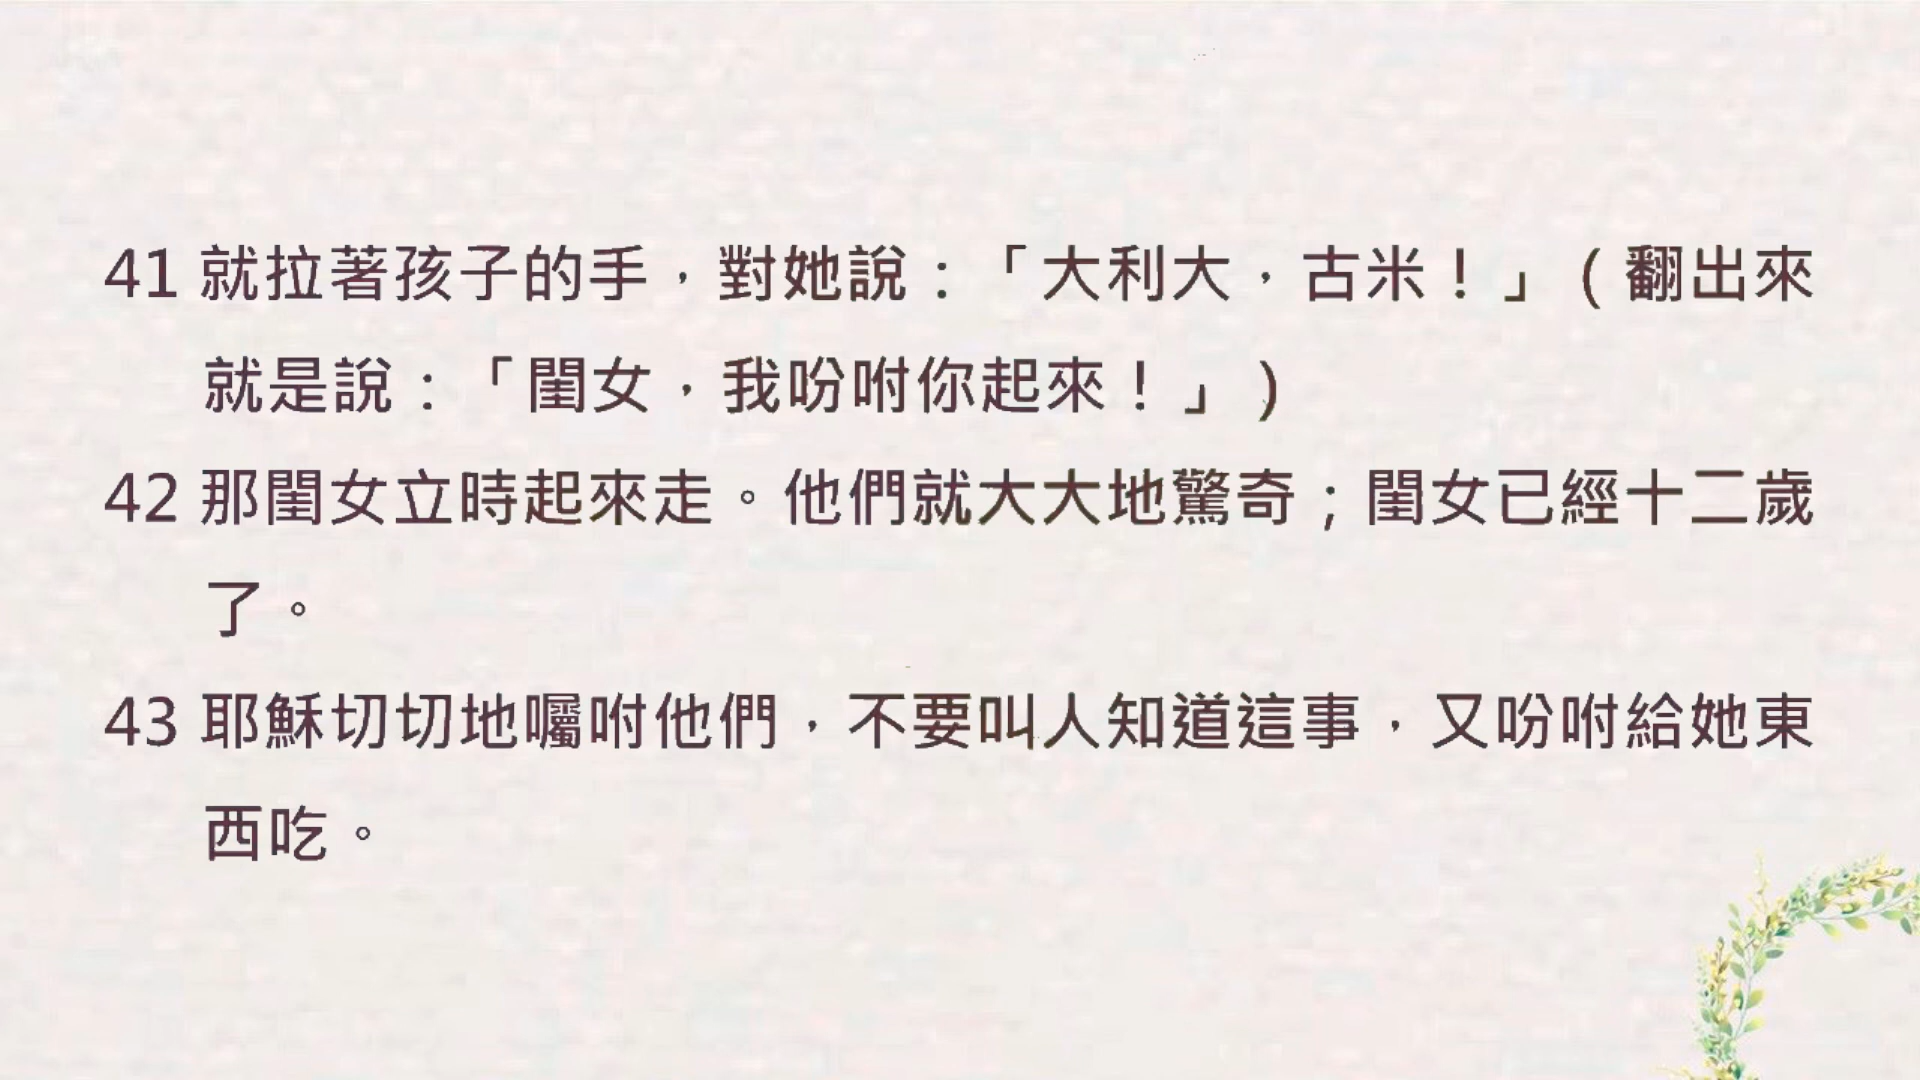 41 就拉著孩子的手，對她說：「大利大，古米！」（翻出來
就是說：「閨女，我吩咐你起來！」）
42 那閨女立時起來走。他們就大大地驚奇；閨女已經十二歲
了。
43 耶穌切切地囑咐他們，不要叫人知道這事，又吩咐給她東
西吃。